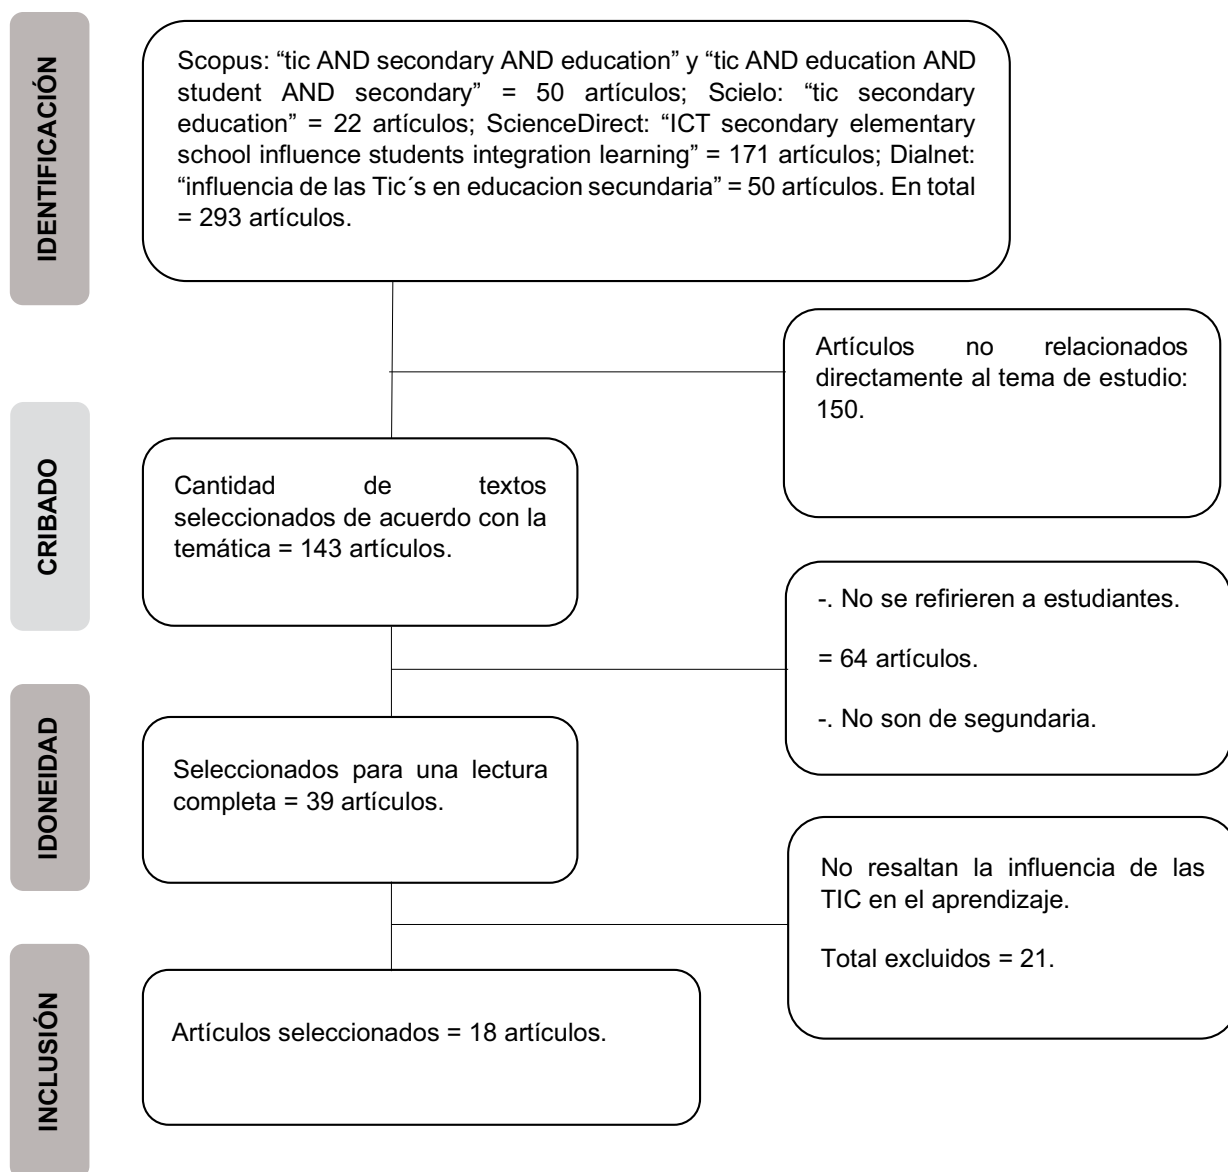 IDENTIFICACIÓN
Scopus: “tic AND secondary AND education” y “tic AND education AND
student AND secondary” = 50 artículos; Scielo: “tic secondary
education” = 22 artículos; ScienceDirect: “ICT secondary elementary
school influence students integration learning” = 171 artículos; Dialnet:
“influencia de las Tic´s en educacion secundaria” = 50 artículos. En total
= 293 artículos.
Artículos no relacionados
directamente al tema de estudio:
150.
CRIBADO
Cantidad de textos
seleccionados de acuerdo con la
temática = 143 artículos.
-. No se refirieren a estudiantes.
= 64 artículos.
-. No son de segundaria.
IDONEIDAD
Seleccionados para una lectura
completa = 39 artículos.
No resaltan la influencia de las
TIC en el aprendizaje.
Total excluidos = 21.
INCLUSIÓN
Artículos seleccionados = 18 artículos.